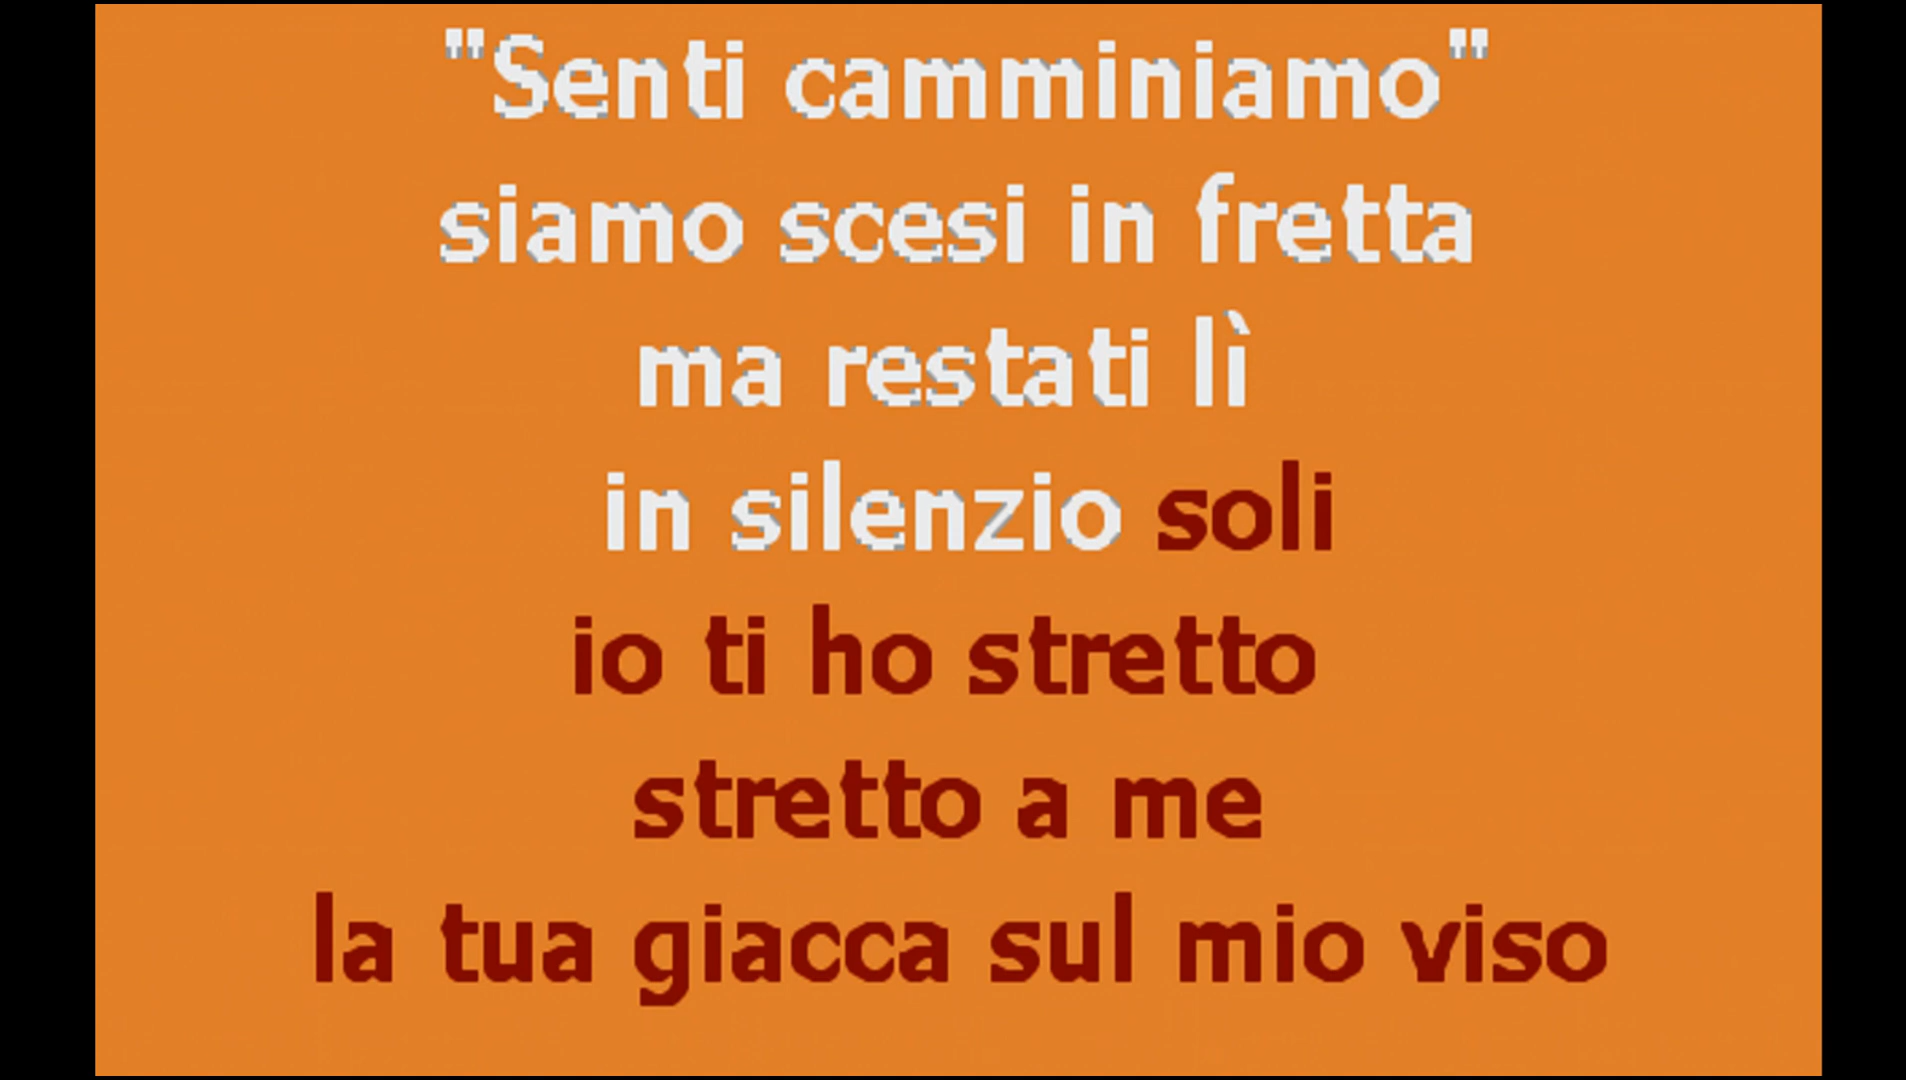 "Senti camminiamo"
siamo scesi in fretta
ma restati lì
in silenzio soli
io ti ho stretto
stretto a me
la tua giacca sul mio viso